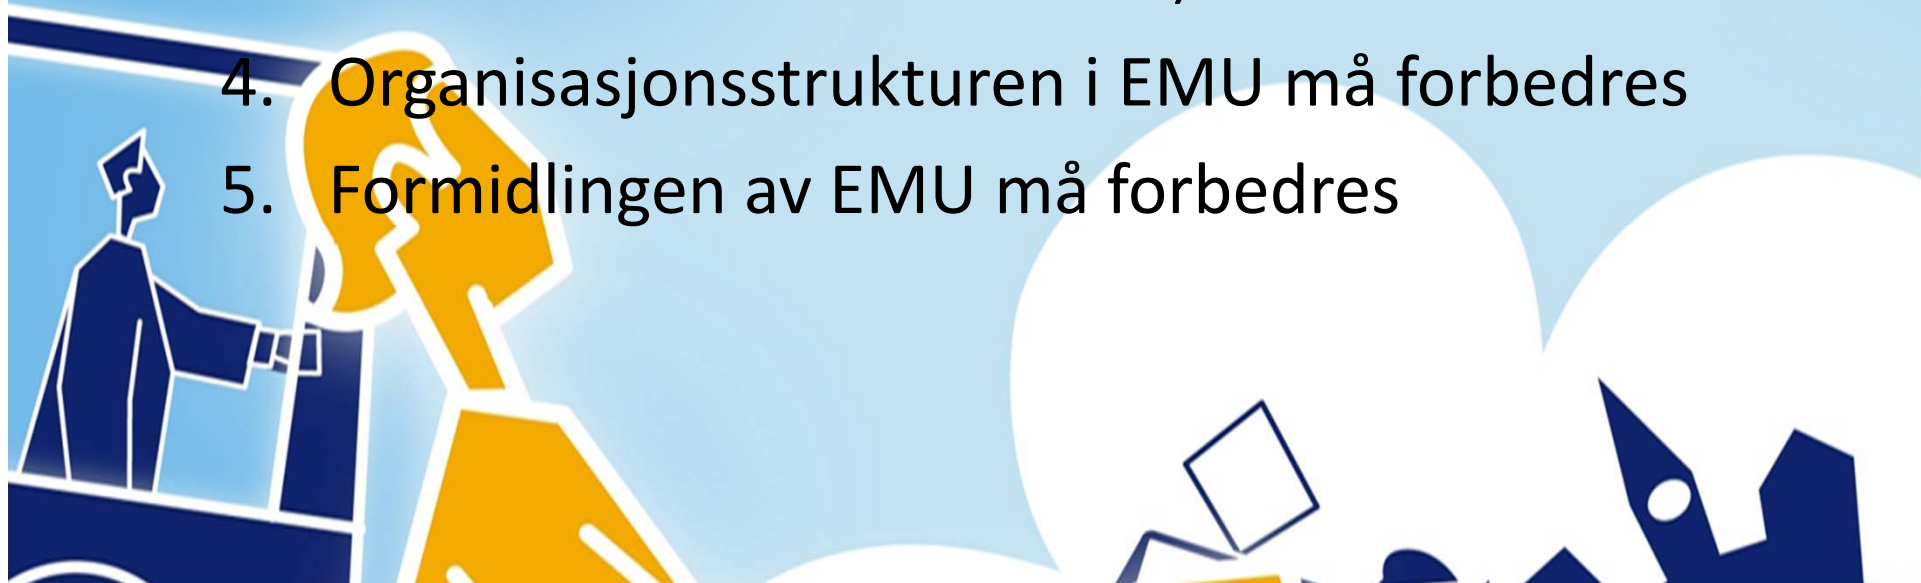 4. Organisasjonsstrukturen i EMU må forbedres
5. Formidlingen av EMU må forbedres